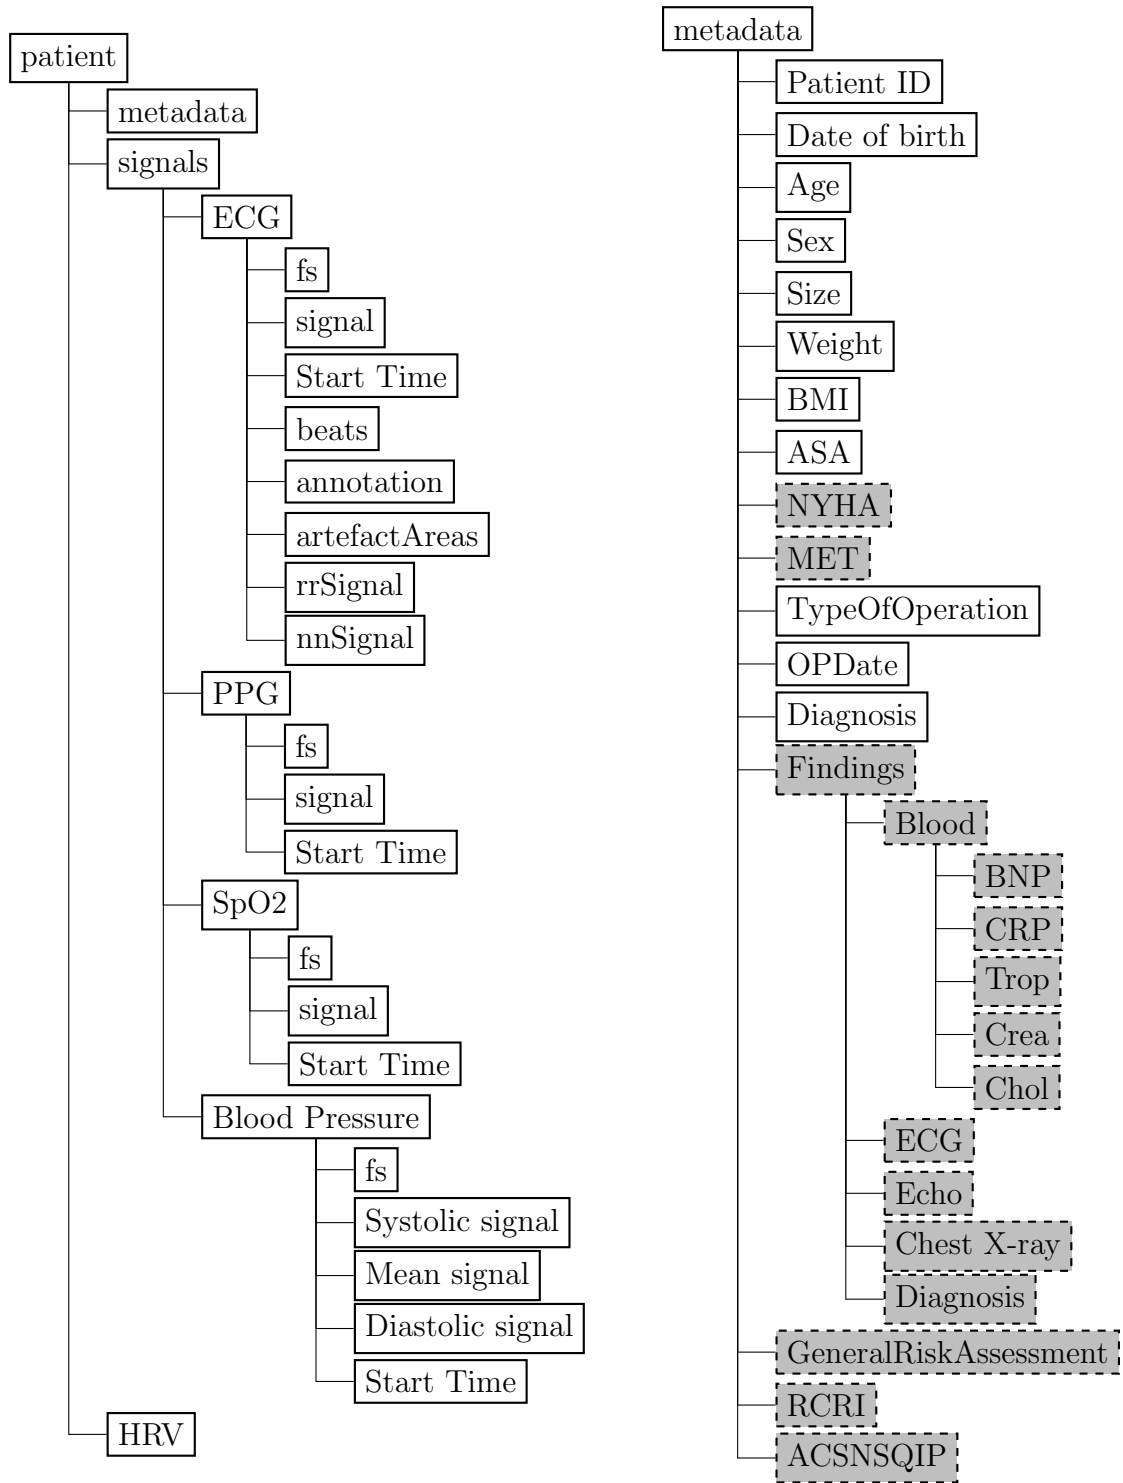 patient
metadata
signals
ECG
fs
signal
Start Time
beats
annotation
artefactAreas
rrSignal
nnSignal
PPG
fs
signal
Start Time
SpO2
fs
signal
Start Time
Blood Pressure
fs
Systolic signal
Mean signal
Diastolic signal
Start Time
HRV
metadata
Patient ID
Date of birth
Age
Sex
Size
Weight
BMI
ASA
NYHA
MET
TypeOfOperation
OPDate
Diagnosis
Findings
Blood
BNP
CRP
Trop
Crea
Chol
ECG
Echo
Chest X-ray
Diagnosis
GeneralRiskAssessment
RCRI
ACSNSQIP